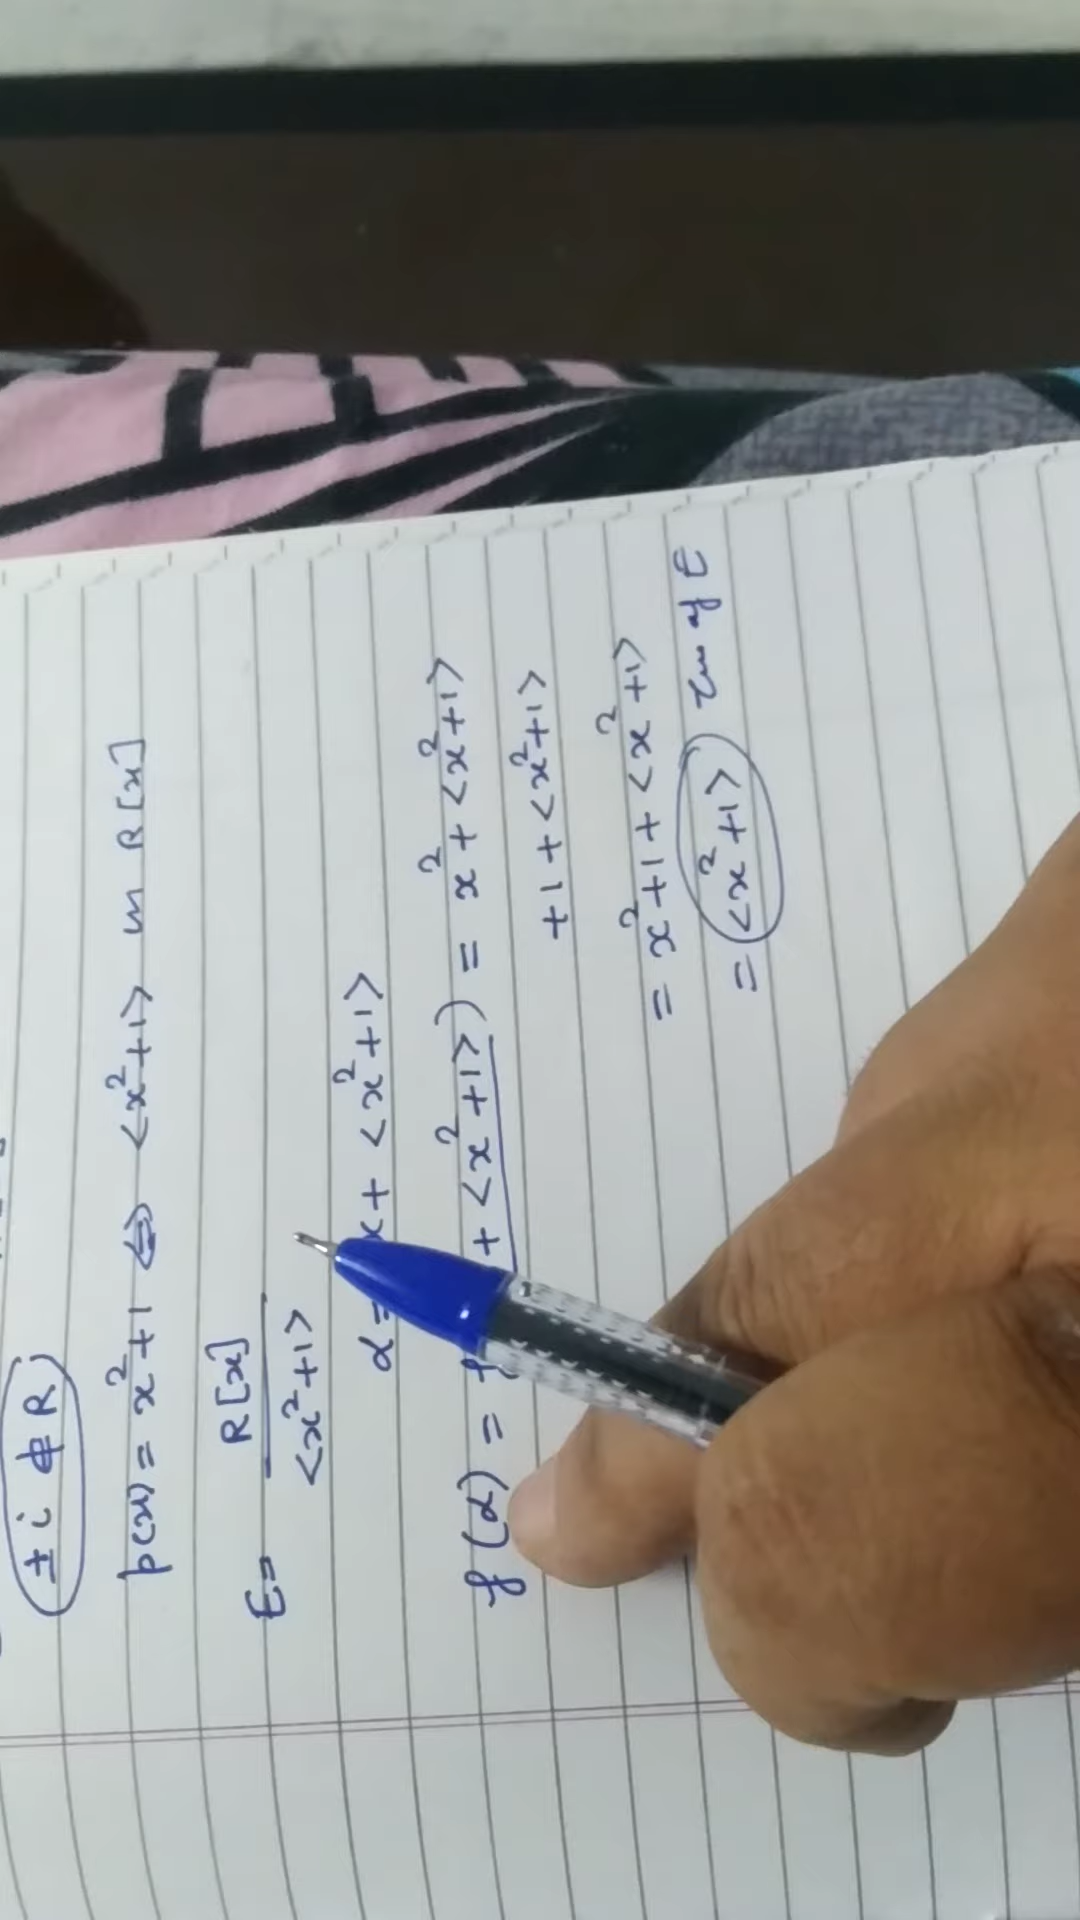 ± i ∉ R
p(x) = x²+1 ⇔ <x²+1> in R[x]
E = R[x]
<x²+1>
α = x + <x²+1>
f(α) = f + <x²+1>) = x² + <x²+1>
+1 + <x²+1>
= x²+1 + <x²+1>
= <x²+1> Zero of E